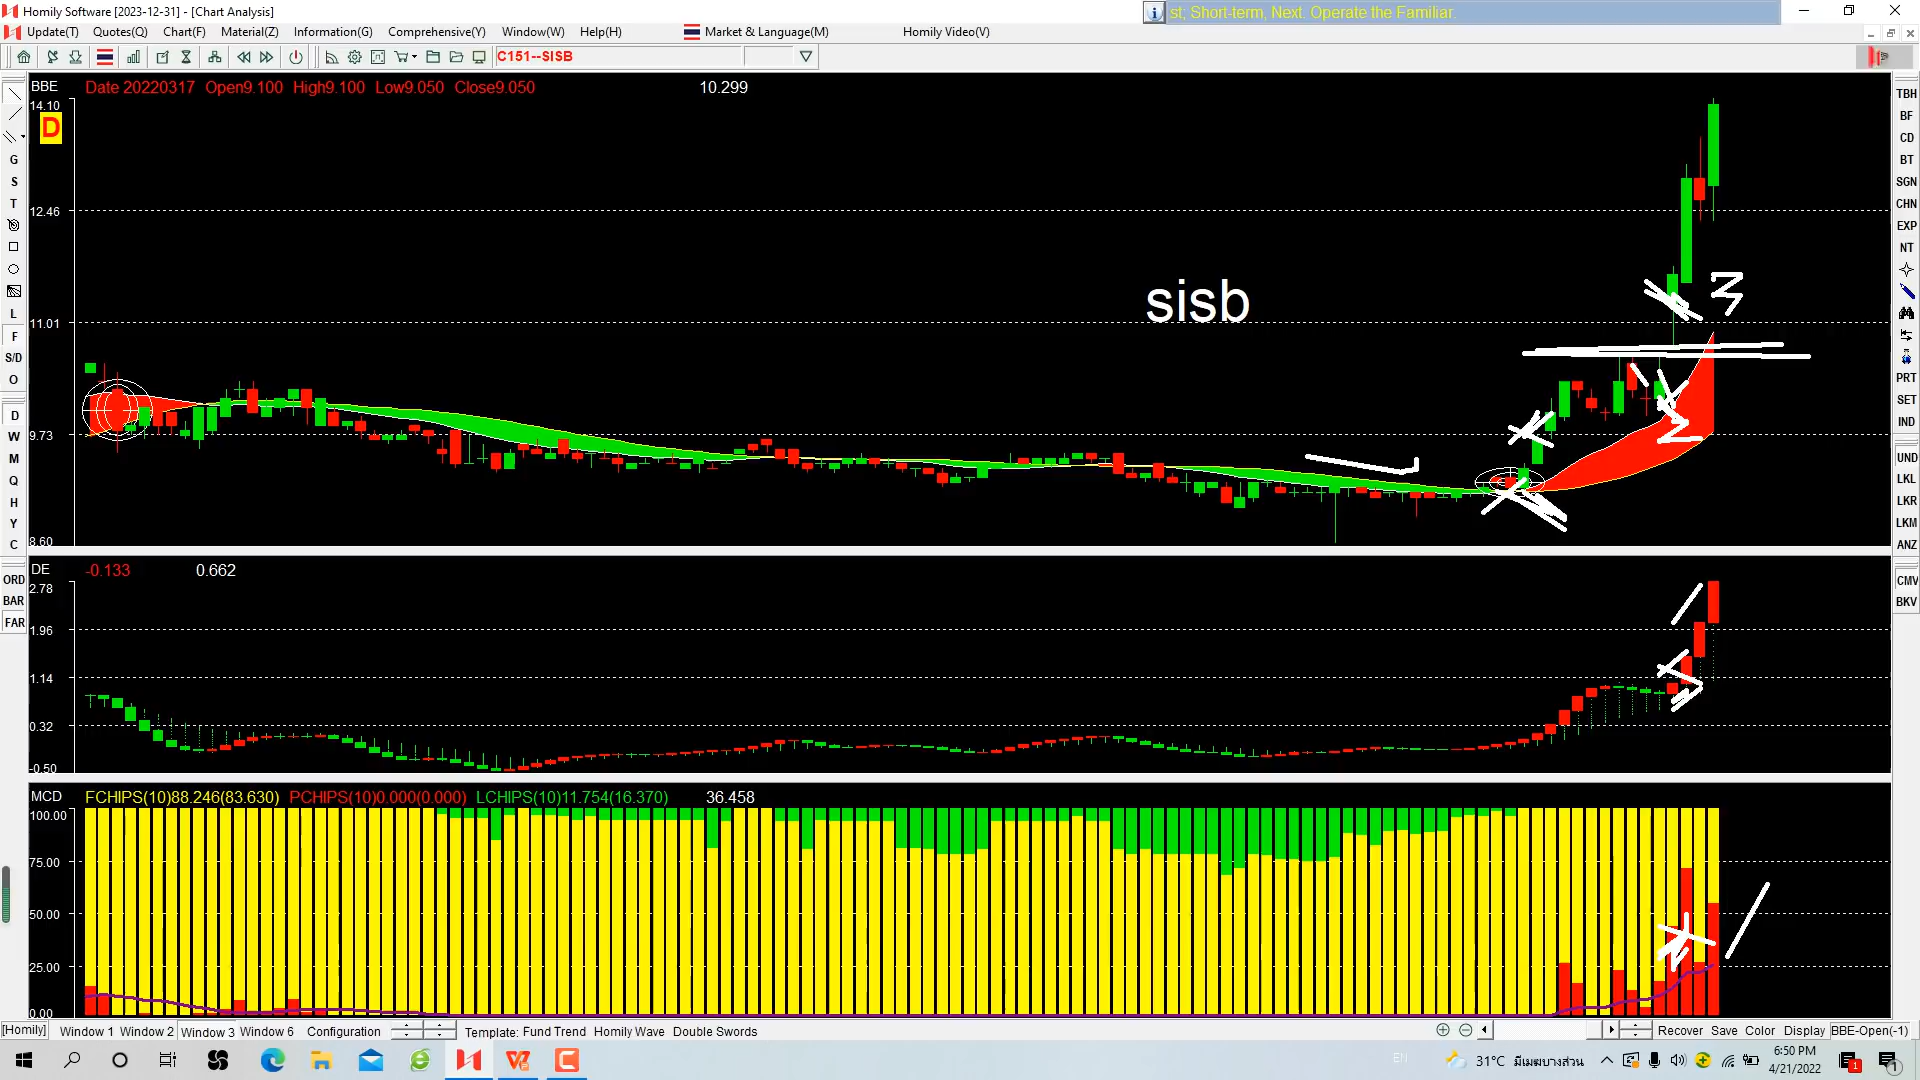 Homily Software [2023-12-31] - [Chart Analysis]
st; Short-term, Next. Operate the Familiar.
Update(T) Quotes(Q) Chart(F) Material(Z) Information(G) Comprehensive(Y) Window(W) Help(H) Market & Language(M) Homily Video(V)
C151--SISB
BBE Date 20220317 Open9.100 High9.100 Low9.050 Close9.050 10.299
14.10
D
12.46
11.01
9.73
8.60
sisb
3
2
DE -0.133 0.662
2.78
1.96
1.14
0.32
-0.50
MCD FCHIPS(10)88.246(83.630) PCHIPS(10)0.000(0.000) LCHIPS(10)11.754(16.370) 36.458
100.00
75.00
50.00
25.00
0.00
G
S
T
L
F
S/D
O
D
W
M
Q
H
Y
C
ORD
BAR
FAR
TBH
BF
CD
BT
SGN
CHN
EXP
NT
PRT
SET
IND
UND
LKL
LKR
LKM
ANZ
CMV
BKV
[Homily] Window 1 Window 2 Window 3 Window 6 Configuration Template: Fund Trend Homily Wave Double Swords Recover Save Color Display BBE-Open(-1)
EN 31°C มีเมฆบางส่วน 6:50 PM
4/21/2022
1
1